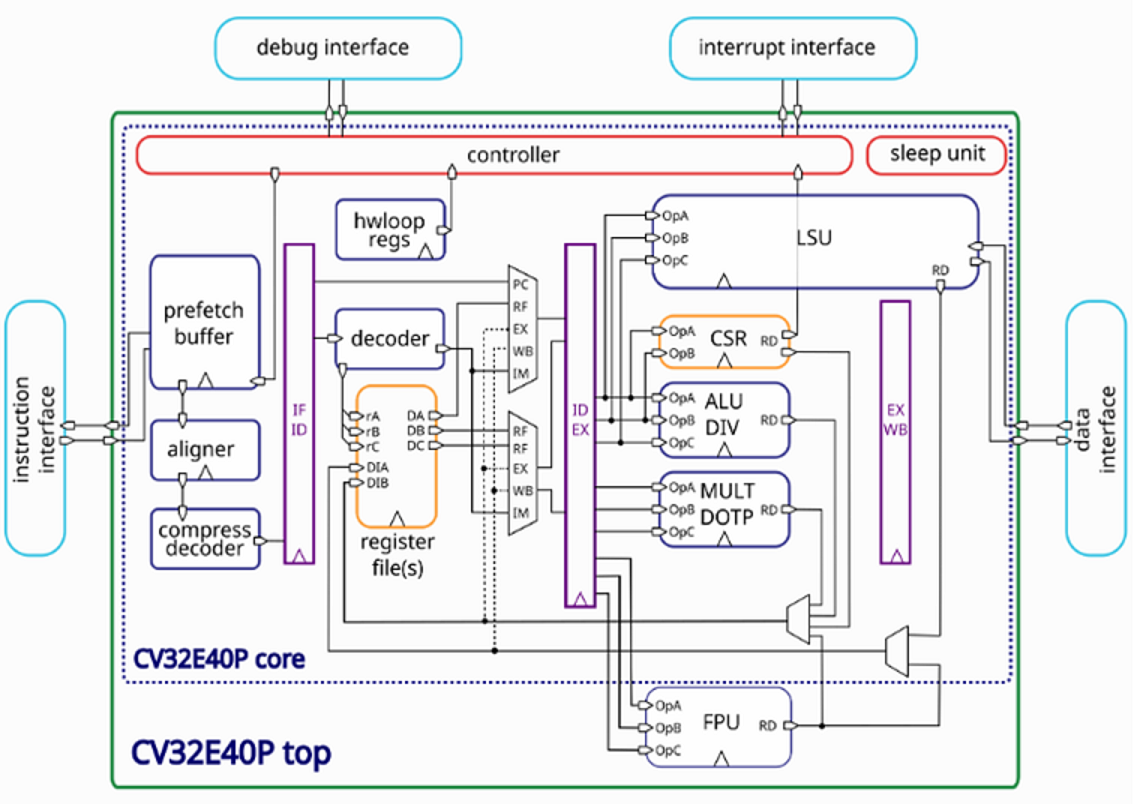 debug interface
interrupt interface
controller
sleep unit
hwloop
regs
OpA
OpB
OpC
LSU
RD
prefetch
buffer
IF
ID
decoder
PC
RF
EX
WB
IM
ID
EX
OpA
OpB
CSR
RD
EX
WB
instruction
interface
data
interface
aligner
rA
rB
rC
DIA
DIB
DA
DB
DC
RF
RF
EX
WB
IM
OpA
OpB
OpC
ALU
DIV
RD
compress
decoder
register
file(s)
OpA
OpB
OpC
MULT
DOTP
RD
CV32E40P core
OpA
OpB
OpC
FPU
RD
CV32E40P top